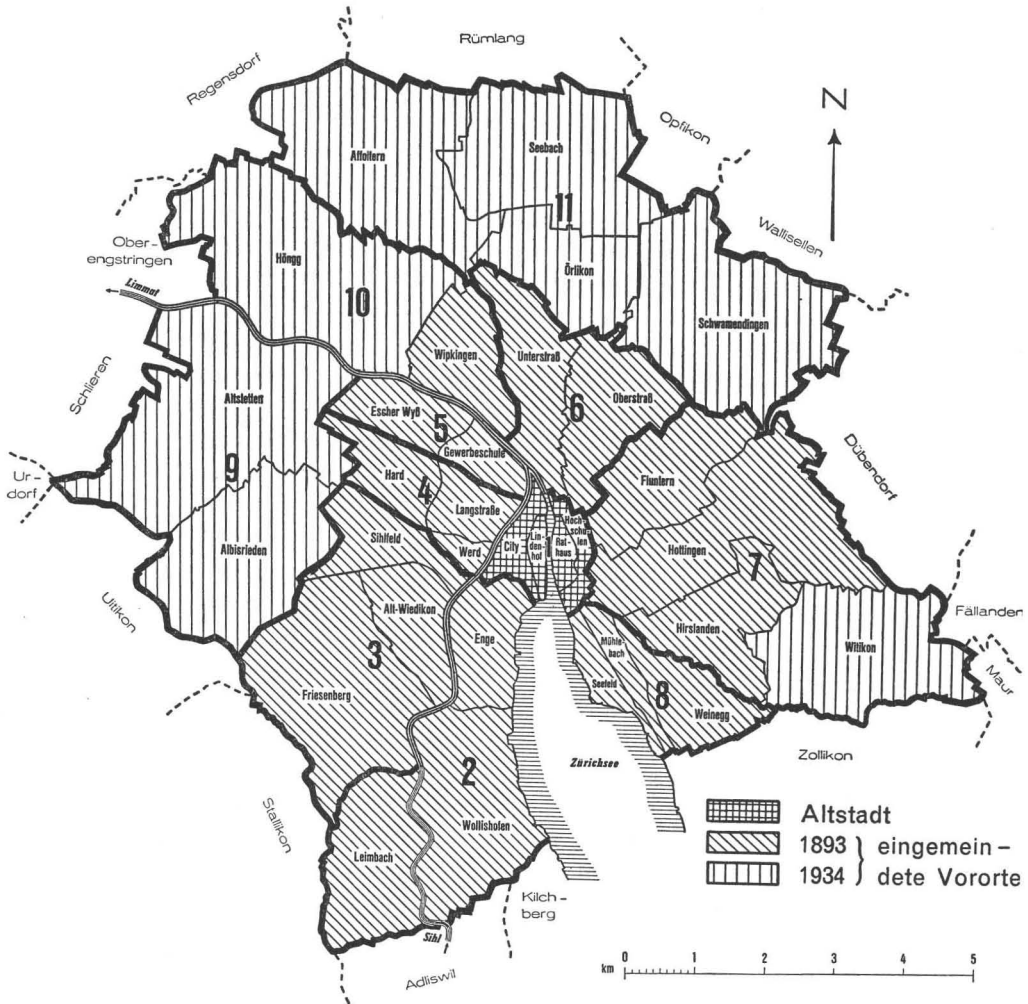 Rümlang
Regensdorf
Opfikon
N
Affoltern
Seebach
11
Wallisellen
Ober-
engstringen
Höngg
Örlikon
Limmat
10
Schwamendingen
Wipkingen
Unterstraß
Schlieren
Altstetten
Escher Wyß
6
Oberstraß
5
Gewerbeschule
Dübendorf
Ur-
dorf
9
Hard
4
Fluntern
Langstraße
Hoch-
schu-
len
Albisrieden
Sihlfeld
Werd
City
Lin-
den-
hof
1
Rat-
haus
Hottingen
7
Uitikon
Alt-Wiedikon
Enge
Hirslanden
Fällanden
3
Mühle-
bach
Witikon
Maur
Friesenberg
Seefeld
8
Weinegg
Zollikon
2
Zürichsee
Stallikon
Wollishofen
Leimbach
Kilch-
berg
Sihl
Adliswil
Altstadt
1893 } eingemein-
1934 } dete Vororte
km 0 1 2 3 4 5